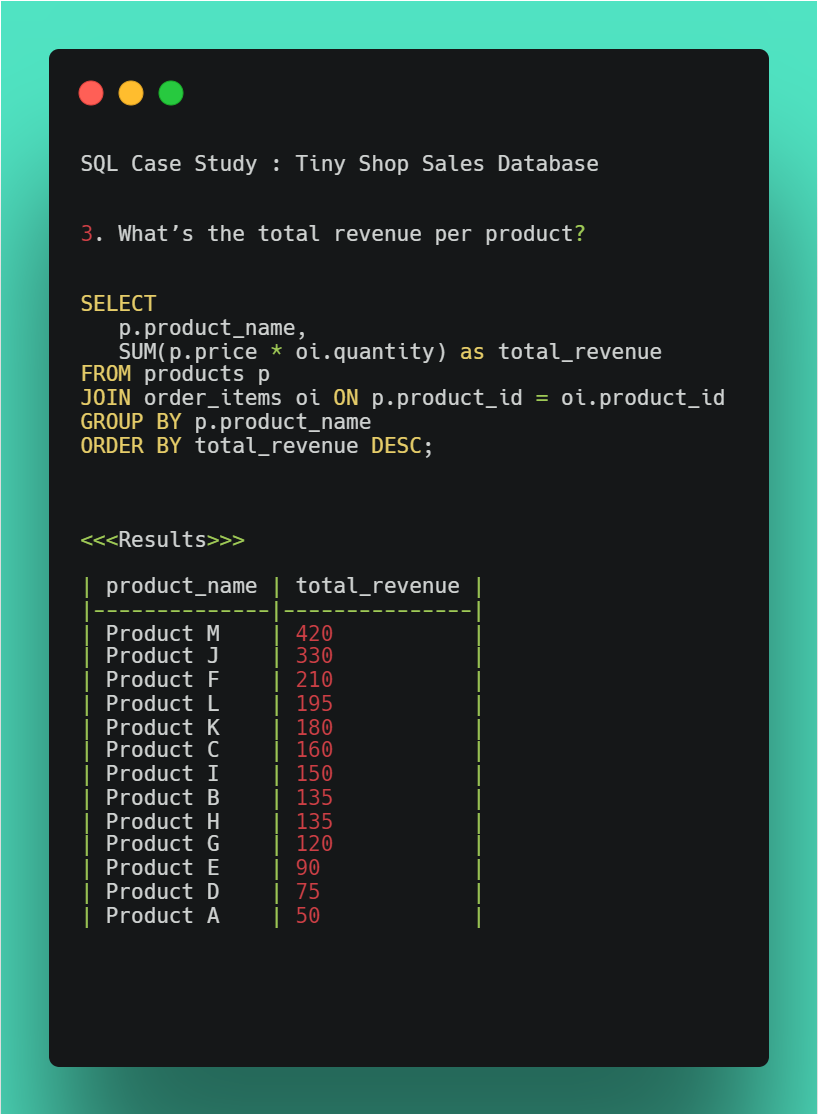 SQL Case Study : Tiny Shop Sales Database
3. What’s the total revenue per product?
SELECT
   p.product_name,
   SUM(p.price * oi.quantity) as total_revenue
FROM products p
JOIN order_items oi ON p.product_id = oi.product_id
GROUP BY p.product_name
ORDER BY total_revenue DESC;
<<<Results>>>
| product_name | total_revenue |
|--------------|---------------|
| Product M    | 420           |
| Product J    | 330           |
| Product F    | 210           |
| Product L    | 195           |
| Product K    | 180           |
| Product C    | 160           |
| Product I    | 150           |
| Product B    | 135           |
| Product H    | 135           |
| Product G    | 120           |
| Product E    | 90            |
| Product D    | 75            |
| Product A    | 50            |